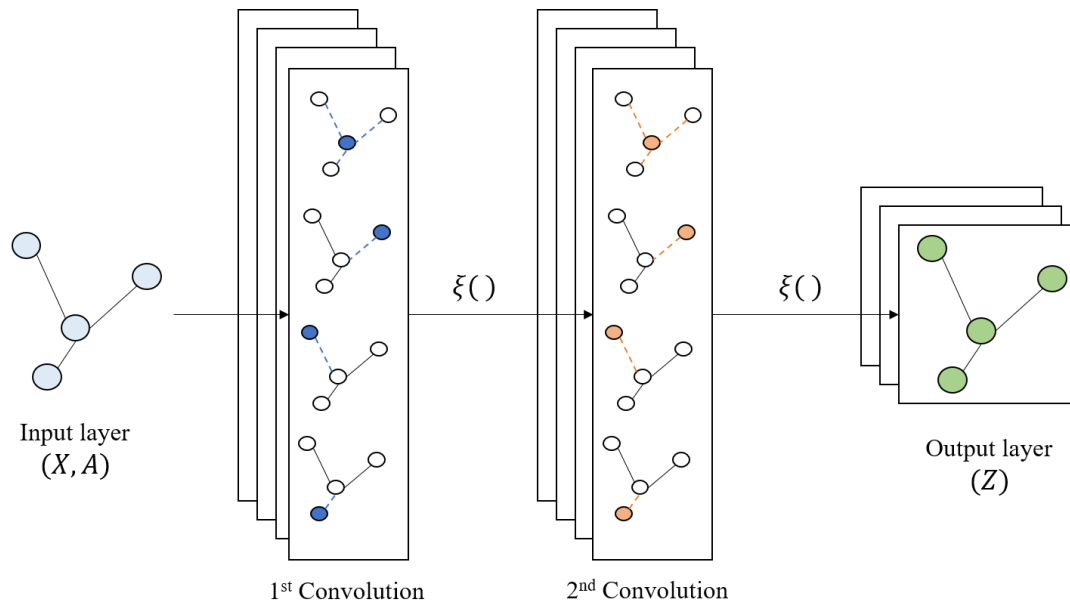 Input layer
(X, A)
1st Convolution
ξ( )
2nd Convolution
ξ( )
Output layer
(Z)